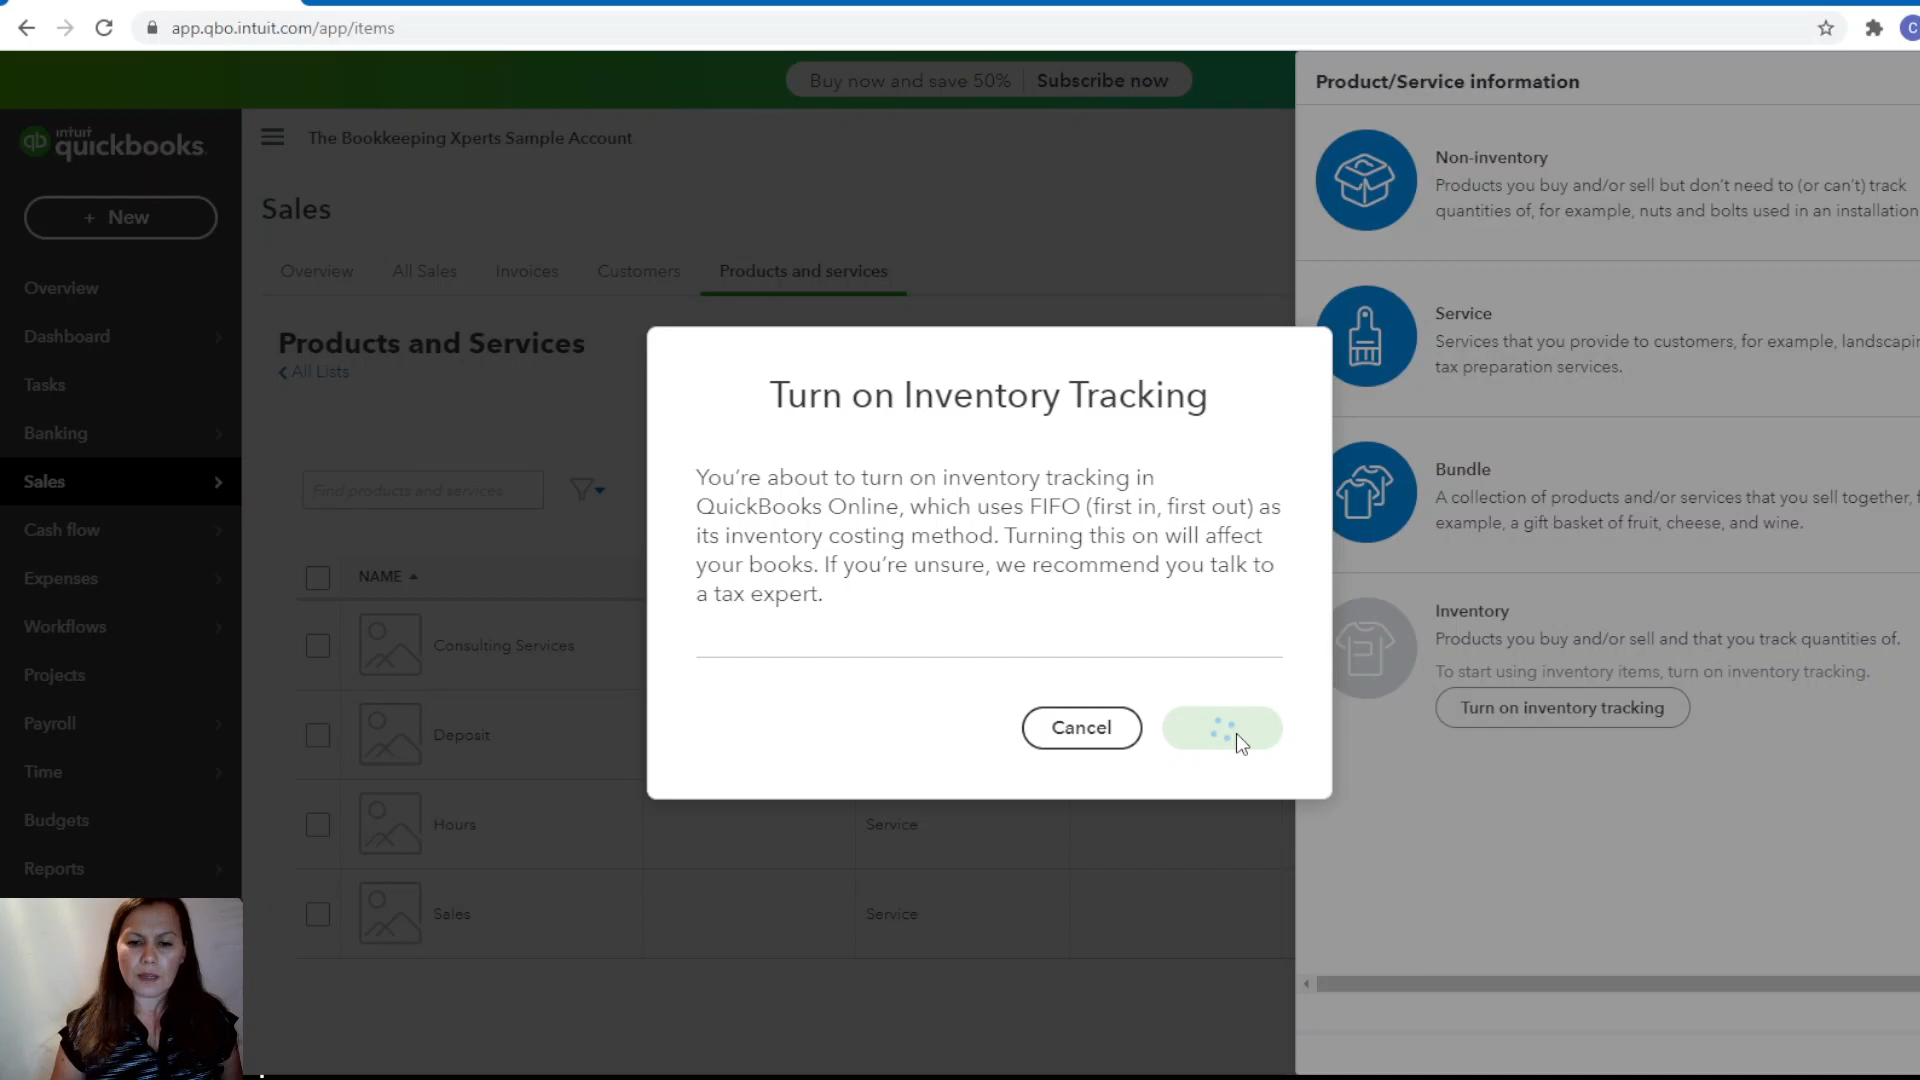 app.qbo.intuit.com/app/items
C
Buy now and save 50% Subscribe now
Product/Service information
intuit
qb quickbooks.
The Bookkeeping Xperts Sample Account
Non-inventory
Products you buy and/or sell but don't need to (or can't) track
quantities of, for example, nuts and bolts used in an installation
+ New
Sales
Overview All Sales Invoices Customers Products and services
Overview
Dashboard
Tasks
Banking
Sales
Cash flow
Expenses
Workflows
Projects
Payroll
Time
Budgets
Reports
Products and Services
All Lists
Find products and services
NAME
Consulting Services
Deposit
Hours Service
Sales Service
Turn on Inventory Tracking
You're about to turn on inventory tracking in
QuickBooks Online, which uses FIFO (first in, first out) as
its inventory costing method. Turning this on will affect
your books. If you're unsure, we recommend you talk to
a tax expert.
Cancel
Service
Services that you provide to customers, for example,
tax preparation services.
Bundle
A collection of products and/or services that you sell together,
example, a gift basket of fruit, cheese, and wine.
Inventory
Products you buy and/or sell and that you track quantities of.
To start using inventory items, turn on inventory tracking.
Turn on inventory tracking